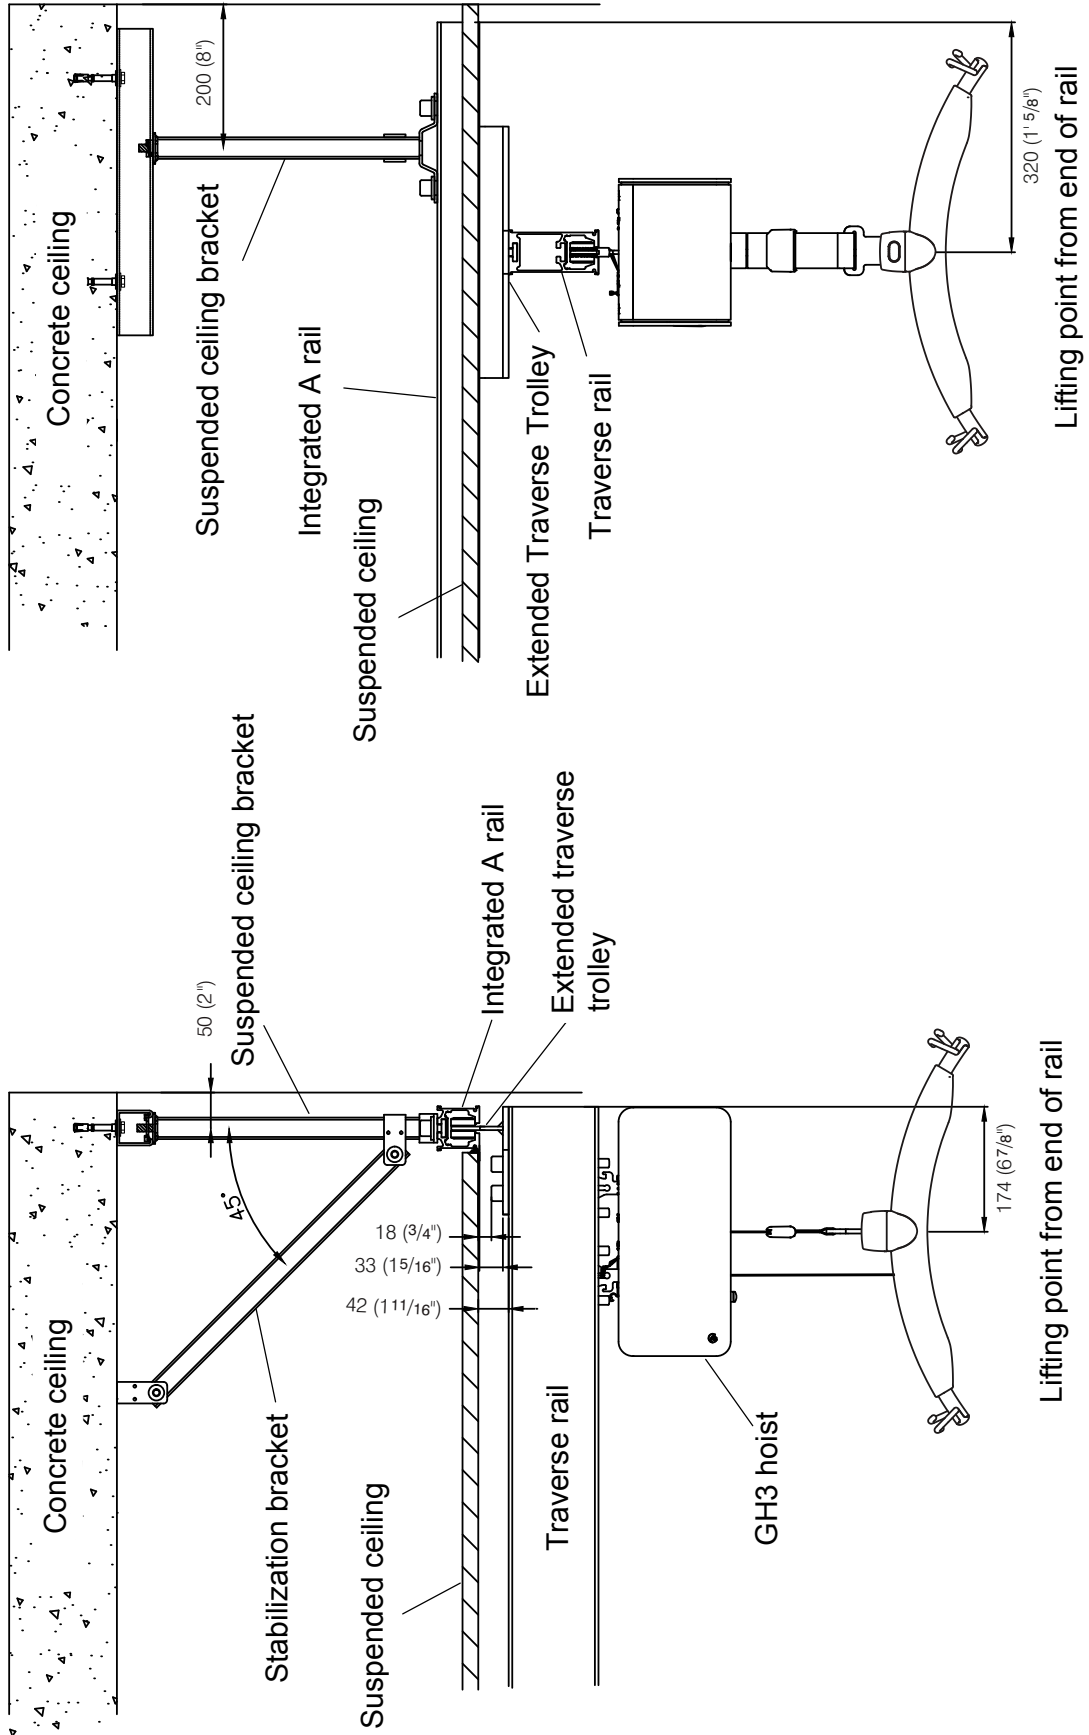 Concrete ceiling
50 (2")
45°
Suspended ceiling bracket
Stabilization bracket
18 (3/4")
33 (15/16")
42 (111/16")
Suspended ceiling
Integrated A rail
Extended traverse
trolley
Traverse rail
GH3 hoist
174 (67/8")
Lifting point from end of rail
Concrete ceiling
200 (8")
Suspended ceiling bracket
Integrated A rail
Suspended ceiling
Extended Traverse Trolley
Traverse rail
320 (1' 5/8")
Lifting point from end of rail